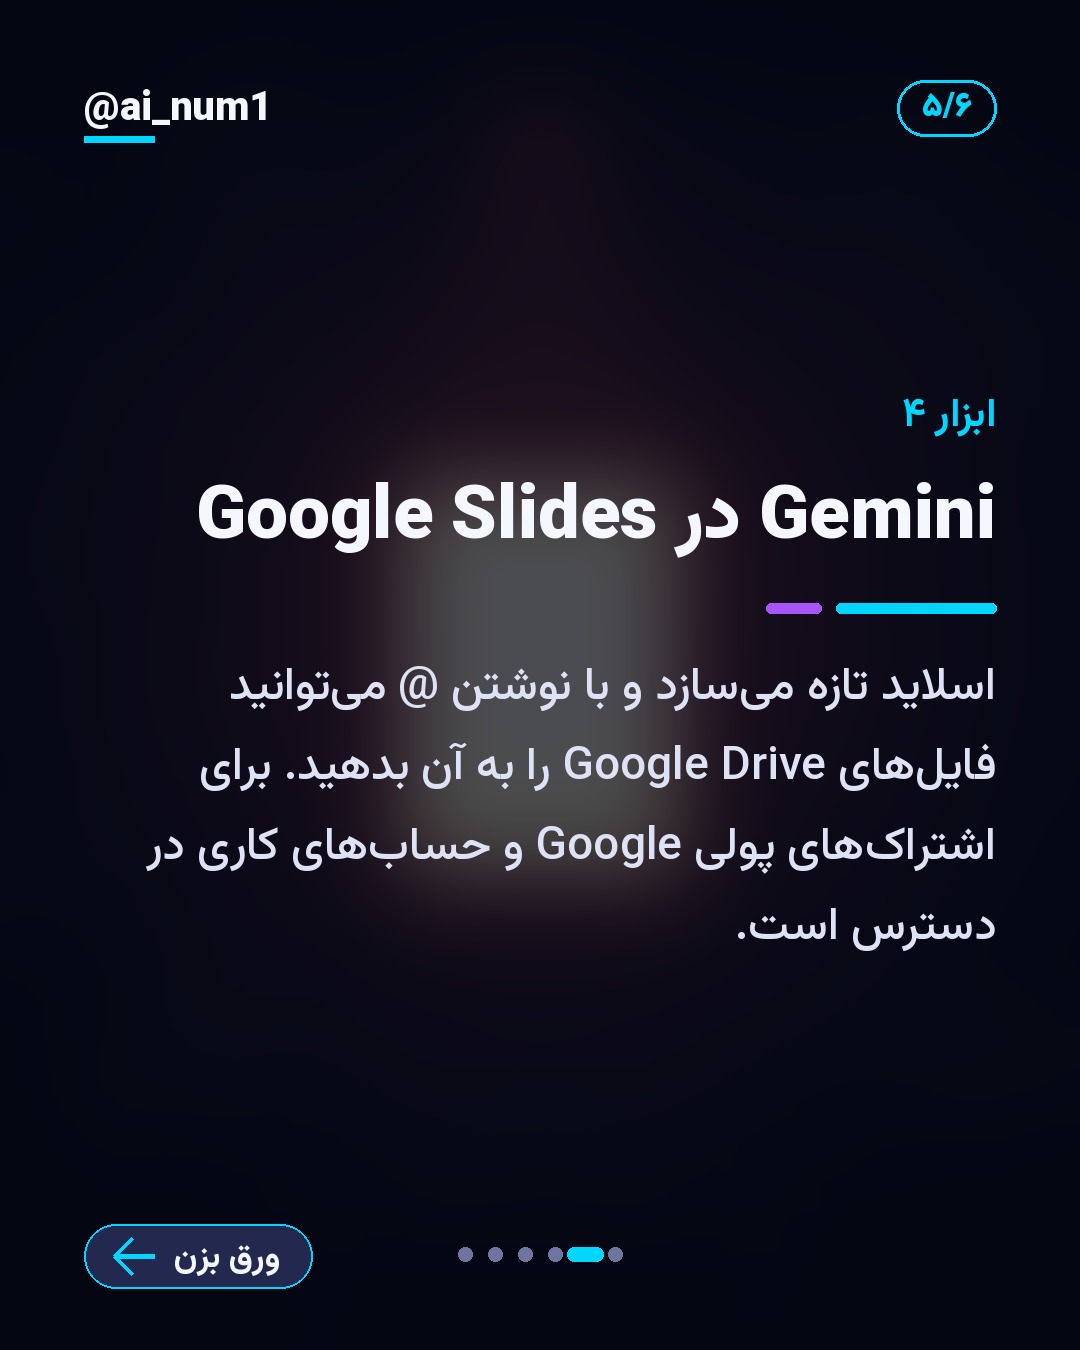 @ai_num1
۵/۶
ابزار ۴
Gemini در Google Slides
اسلاید تازه می‌سازد و با نوشتن @ می‌توانید
فایل‌های Google Drive را به آن بدهید. برای
اشتراک‌های پولی Google و حساب‌های کاری در
دسترس است.
ورق بزن